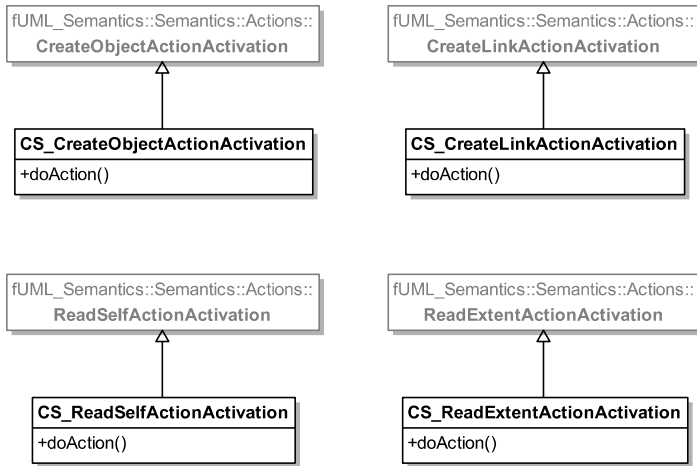 fUML_Semantics::Semantics::Actions::
CreateObjectActionActivation
CS_CreateObjectActionActivation
+doAction()
fUML_Semantics::Semantics::Actions::
CreateLinkActionActivation
CS_CreateLinkActionActivation
+doAction()
fUML_Semantics::Semantics::Actions::
ReadSelfActionActivation
CS_ReadSelfActionActivation
+doAction()
fUML_Semantics::Semantics::Actions::
ReadExtentActionActivation
CS_ReadExtentActionActivation
+doAction()